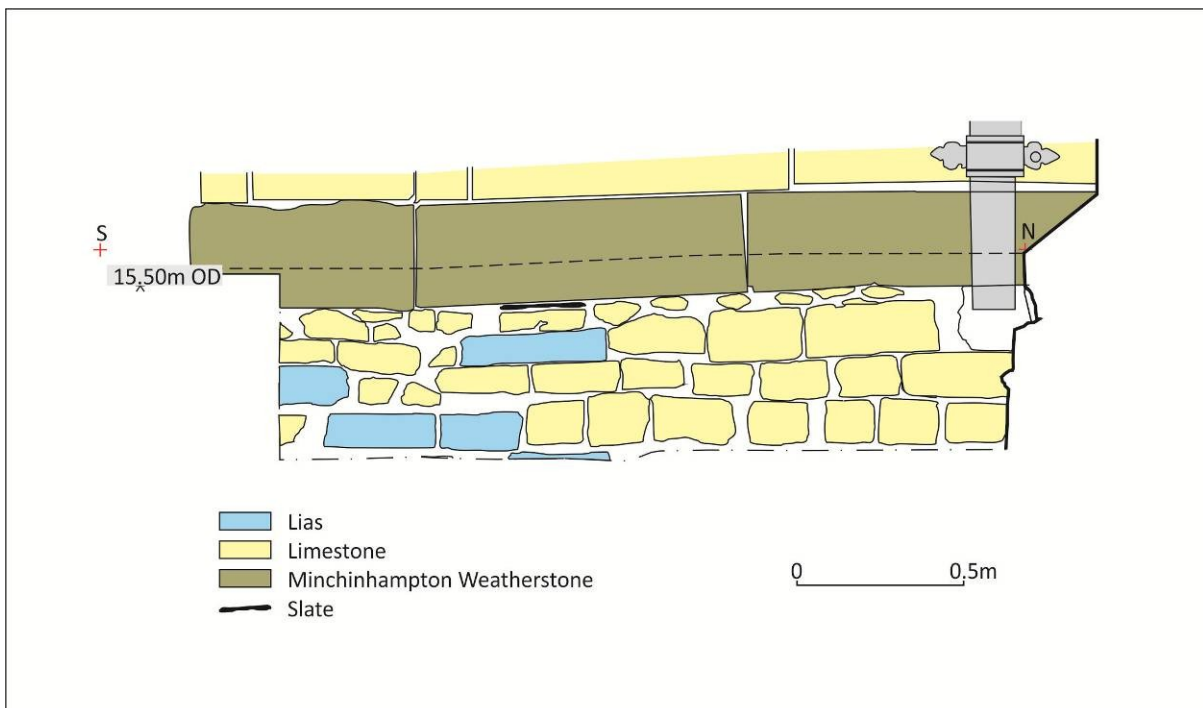 S
N
15.50m OD
Lias
Limestone
Minchinhampton Weatherstone
Slate
0 0.5m